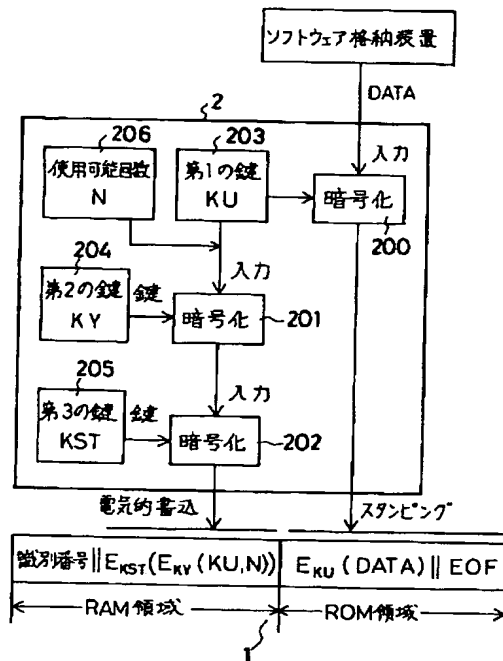 ソフトウェア格納装置
DATA
2
206
203
使用可能回数
N
第1の鍵
KU
入力
暗号化
200
204
入力
第2の鍵
KY
鍵
暗号化
201
205
入力
第3の鍵
KST
鍵
暗号化
202
電気的書込
スタンピング
識別番号||EKST(EKY(KU,N))
EKU(DATA)||EOF
RAM領域
ROM領域
1